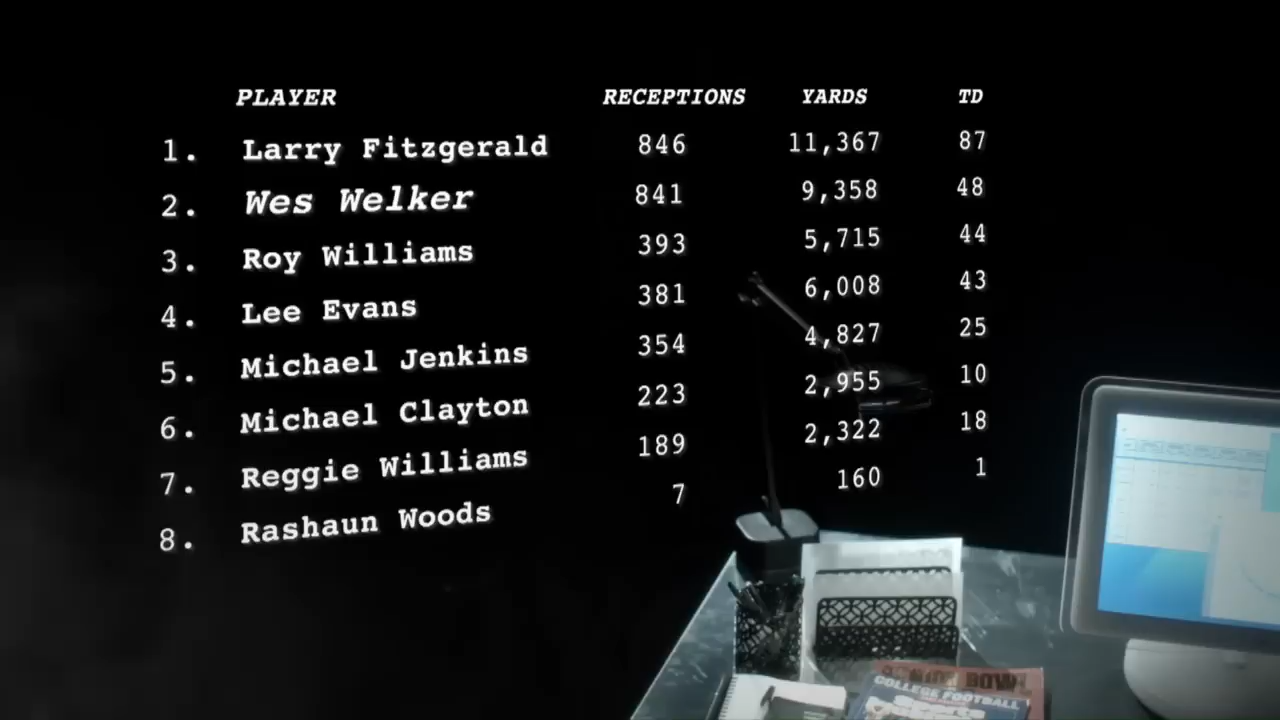 PLAYER RECEPTIONS YARDS TD
1. Larry Fitzgerald 846 11,367 87
2. Wes Welker 841 9,358 48
3. Roy Williams 393 5,715 44
4. Lee Evans 381 6,008 43
5. Michael Jenkins 354 4,827 25
6. Michael Clayton 223 2,955 10
7. Reggie Williams 189 2,322 18
8. Rashaun Woods 7 160 1
BOWL
COLLEGE FOOTBALL